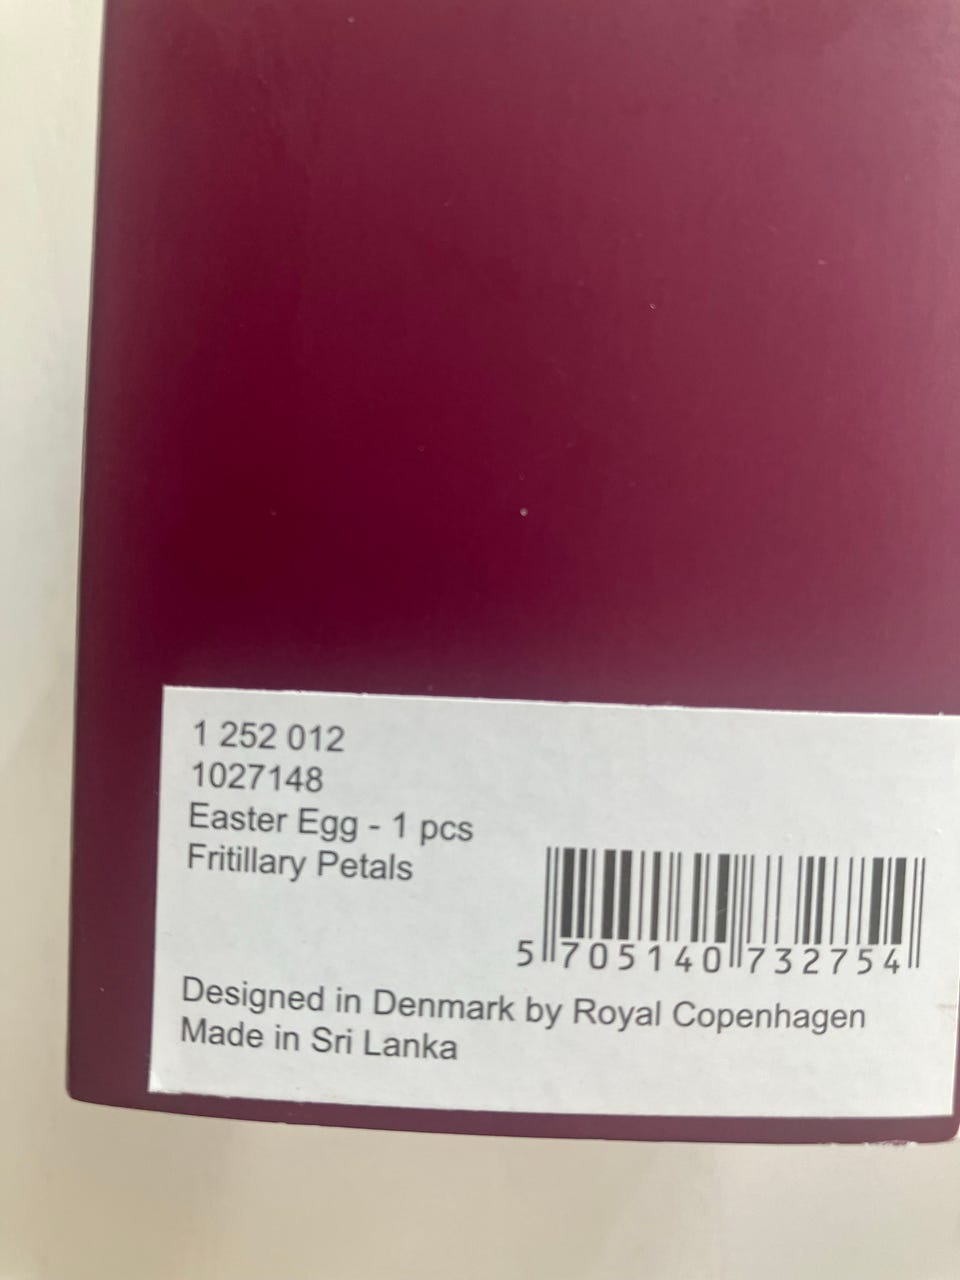 1 252 012
1027148
Easter Egg - 1 pcs
Fritillary Petals
5 705140 732754
Designed in Denmark by Royal Copenhagen
Made in Sri Lanka